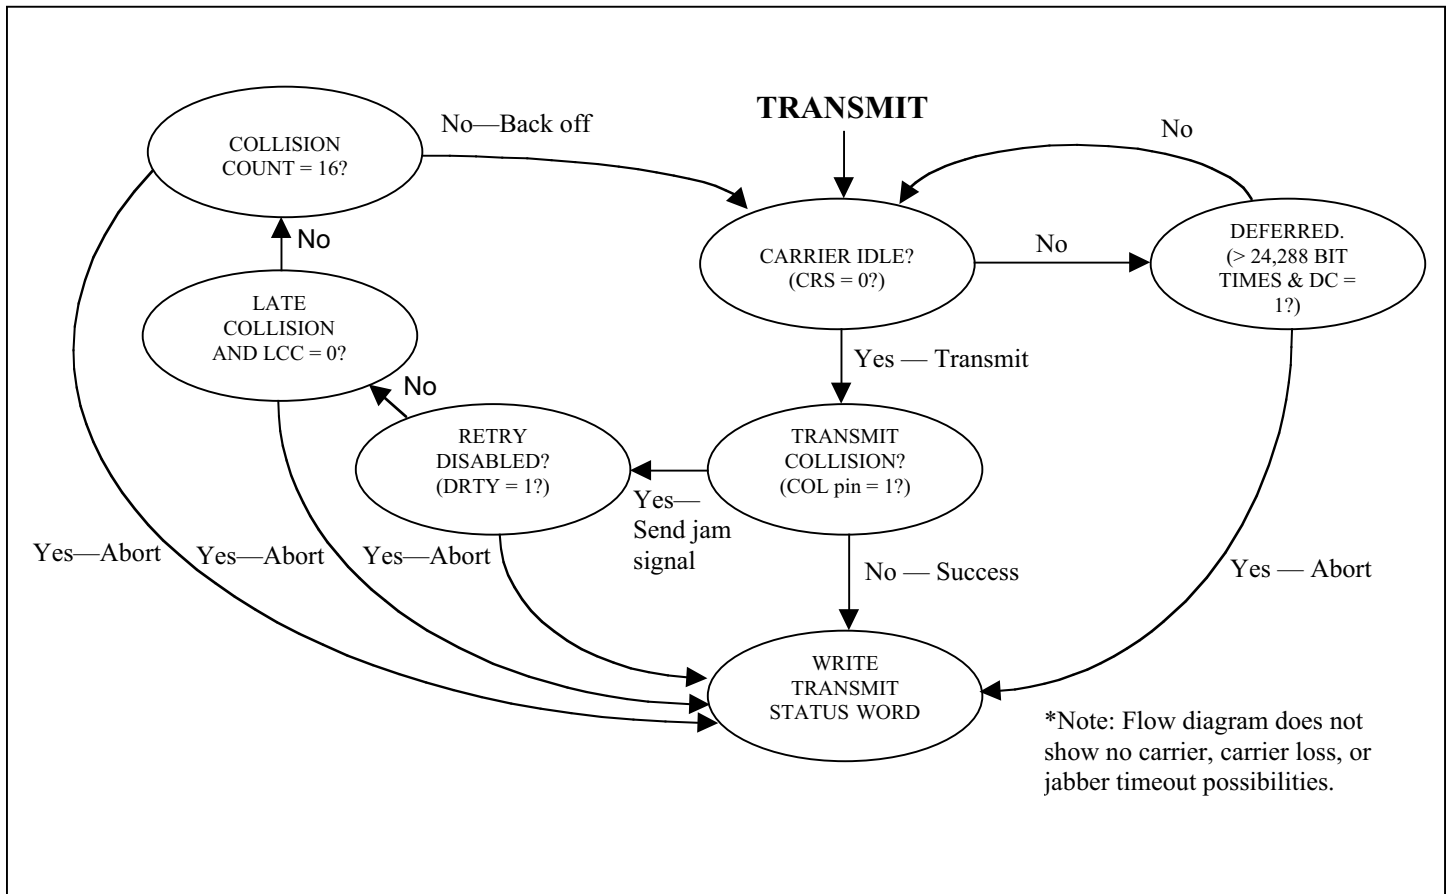 TRANSMIT
No—Back off
No
COLLISION
COUNT = 16?
CARRIER IDLE?
(CRS = 0?)
No
DEFERRED.
(> 24,288 BIT
TIMES & DC =
1?)
No
LATE
COLLISION
AND LCC = 0?
Yes — Transmit
No
RETRY
DISABLED?
(DRTY = 1?)
TRANSMIT
COLLISION?
(COL pin = 1?)
Yes—
Send jam
signal
Yes—Abort
Yes—Abort
Yes—Abort
No — Success
Yes — Abort
WRITE
TRANSMIT
STATUS WORD
*Note: Flow diagram does not
show no carrier, carrier loss, or
jabber timeout possibilities.